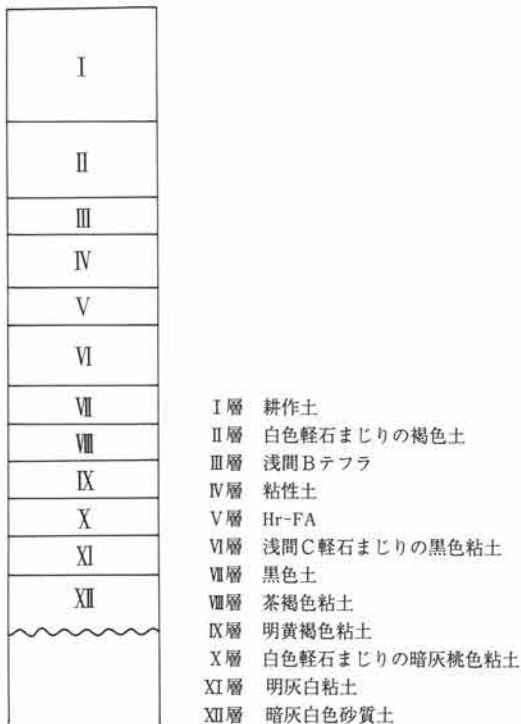 Ⅰ
Ⅱ
Ⅲ
Ⅳ
Ⅴ
Ⅵ
Ⅶ
Ⅷ
Ⅸ
Ⅹ
Ⅺ
Ⅻ
Ⅰ層 耕作土
Ⅱ層 白色軽石まじりの褐色土
Ⅲ層 浅間Bテフラ
Ⅳ層 粘性土
Ⅴ層 Hr-FA
Ⅵ層 浅間C軽石まじりの黒色粘土
Ⅶ層 黒色土
Ⅷ層 茶褐色粘土
Ⅸ層 明黄褐色粘土
Ⅹ層 白色軽石まじりの暗灰桃色粘土
Ⅺ層 明灰白粘土
Ⅻ層 暗灰白色砂質土